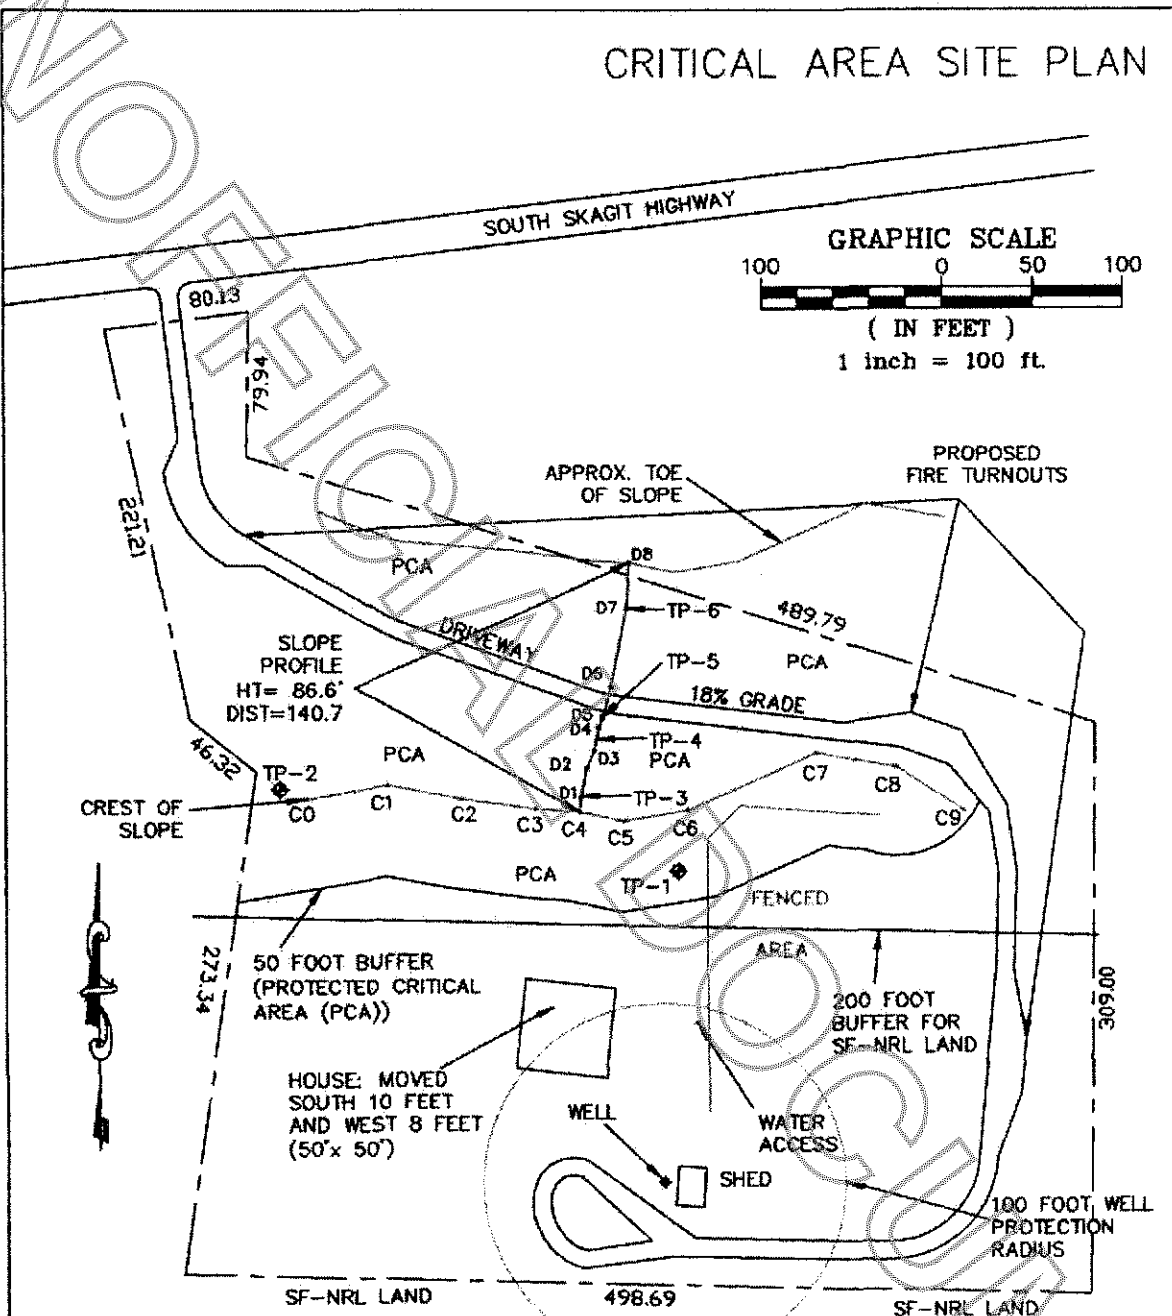 CRITICAL AREA SITE PLAN
SOUTH SKAGIT HIGHWAY
GRAPHIC SCALE
100 0 50 100
( IN FEET )
1 inch = 100 ft.
80.13
79.94
221.21
PROPOSED
FIRE TURNOUTS
APPROX. TOE
OF SLOPE
PCA
D8
D7
TP-6
489.79
DRIVEWAY
SLOPE
PROFILE
HT= 86.6'
DIST=140.7
TP-5
PCA
D6
18% GRADE
D5
D4
TP-4
D3
PCA
D2
46.32
PCA
TP-2
C7
C8
CREST OF
SLOPE
C0
C1
C2
C3
C4
D1
TP-3
C5
C6
C9
PCA
TP-1
FENCED
AREA
50 FOOT BUFFER
(PROTECTED CRITICAL
AREA (PCA))
273.34
200 FOOT
BUFFER FOR
SF-NRL LAND
309.00
HOUSE: MOVED
SOUTH 10 FEET
AND WEST 8 FEET
(50'x 50')
WELL
WATER
ACCESS
SHED
100 FOOT WELL
PROTECTION
RADIUS
SF-NRL LAND
498.69
SF-NRL LAND
UNOFFICIAL DOCU